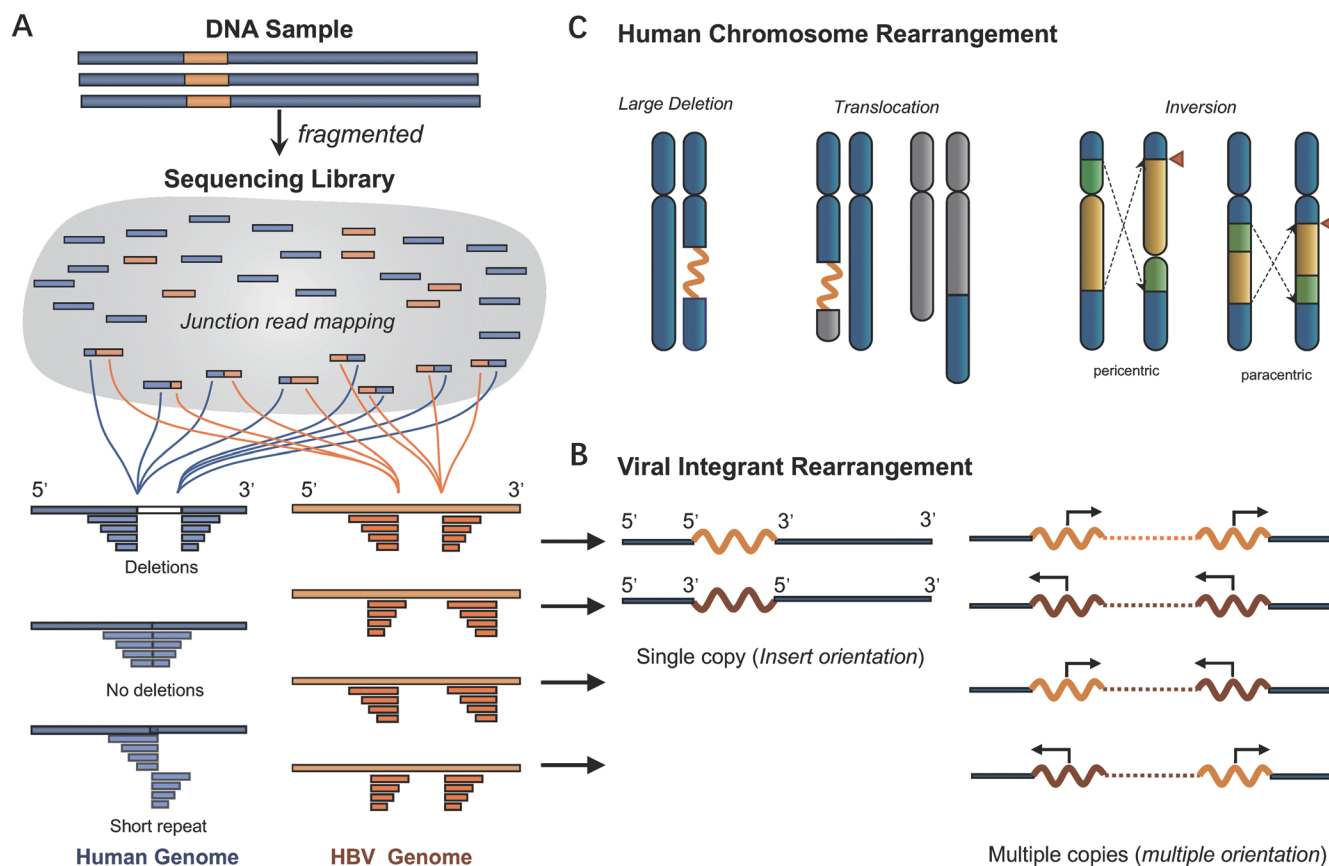 A
DNA Sample
fragmented
Sequencing Library
Junction read mapping
5’ 3’ 5’ 3’
Deletions
No deletions
Short repeat
Human Genome
HBV Genome
C
Human Chromosome Rearrangement
Large Deletion
Translocation
Inversion
pericentric
paracentric
B
Viral Integrant Rearrangement
5’ 5’ 3’ 3’
5’ 3’ 5’ 3’
Single copy (Insert orientation)
Multiple copies (multiple orientation)